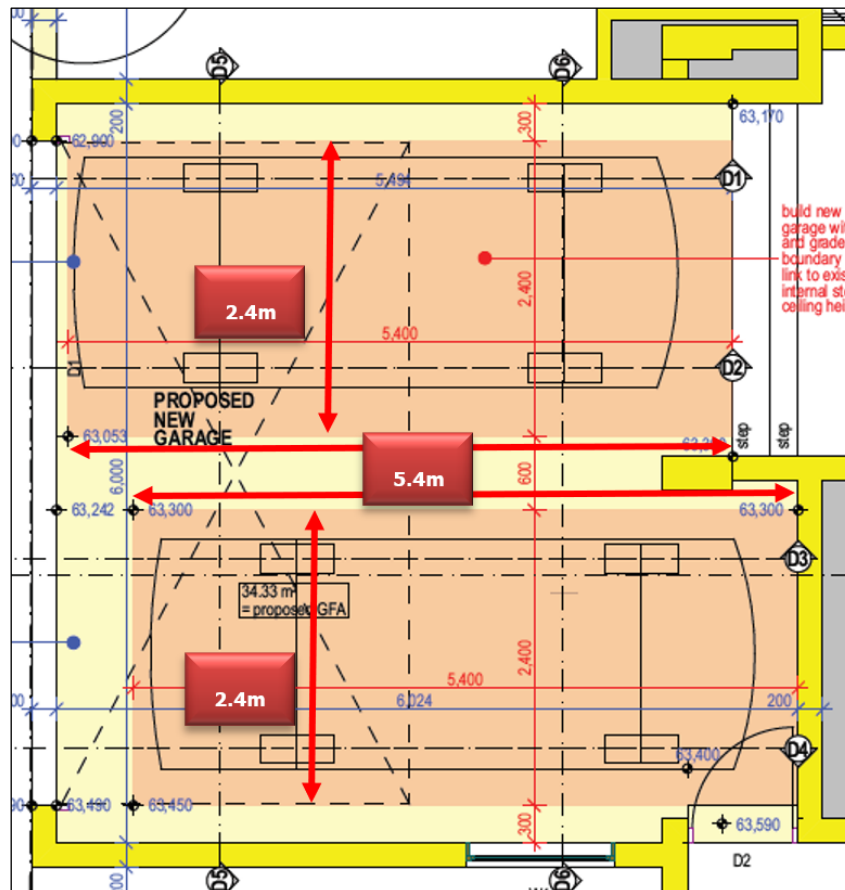 D5
D6
200
300
62,900
63,170
5,494
D1
build new
garage wit
and grade
boundary
link to exis
internal ste
ceiling hei
2.4m
2,400
5,400
D1
D2
PROPOSED
NEW
GARAGE
63,053
step
step
5.4m
6,000
600
63,242
63,300
63,300
D3
34.33 m²
= proposed GFA
2,400
5,400
2.4m
6,024
200
D4
63,400
63,490
63,450
300
63,590
D2
D5
D6